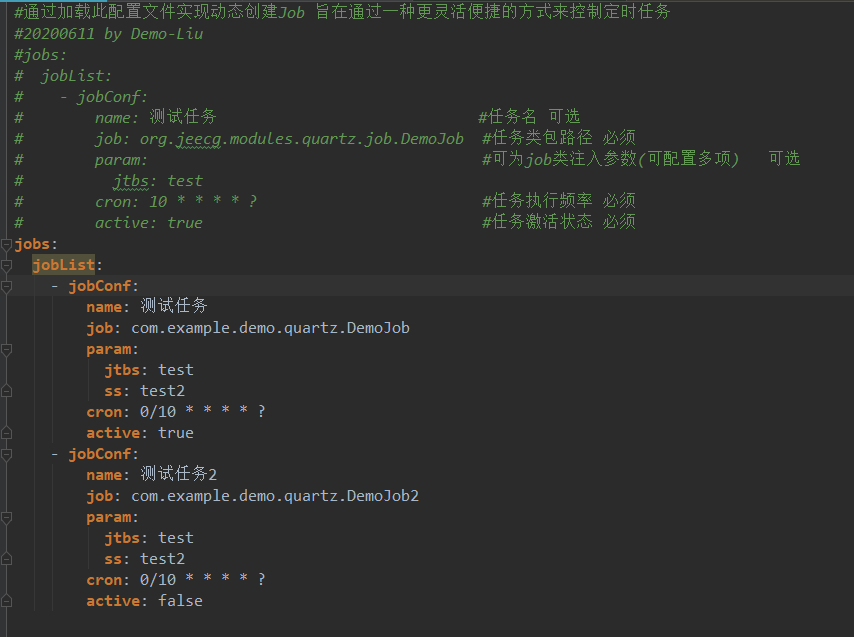 #通过加载此配置文件实现动态创建Job 旨在通过一种更灵活便捷的方式来控制定时任务
#20200611 by Demo-Liu
#jobs:
#  jobList:
#    - jobConf:
#        name: 测试任务                             #任务名 可选
#        job: org.jeecg.modules.quartz.job.DemoJob  #任务类包路径 必须
#        param:                                     #可为job类注入参数(可配置多项)   可选
#          jtbs: test
#        cron: 10 * * * * ?                         #任务执行频率 必须
#        active: true                               #任务激活状态 必须
jobs:
  jobList:
    - jobConf:
        name: 测试任务
        job: com.example.demo.quartz.DemoJob
        param:
          jtbs: test
          ss: test2
        cron: 0/10 * * * * ?
        active: true
    - jobConf:
        name: 测试任务2
        job: com.example.demo.quartz.DemoJob2
        param:
          jtbs: test
          ss: test2
        cron: 0/10 * * * * ?
        active: false